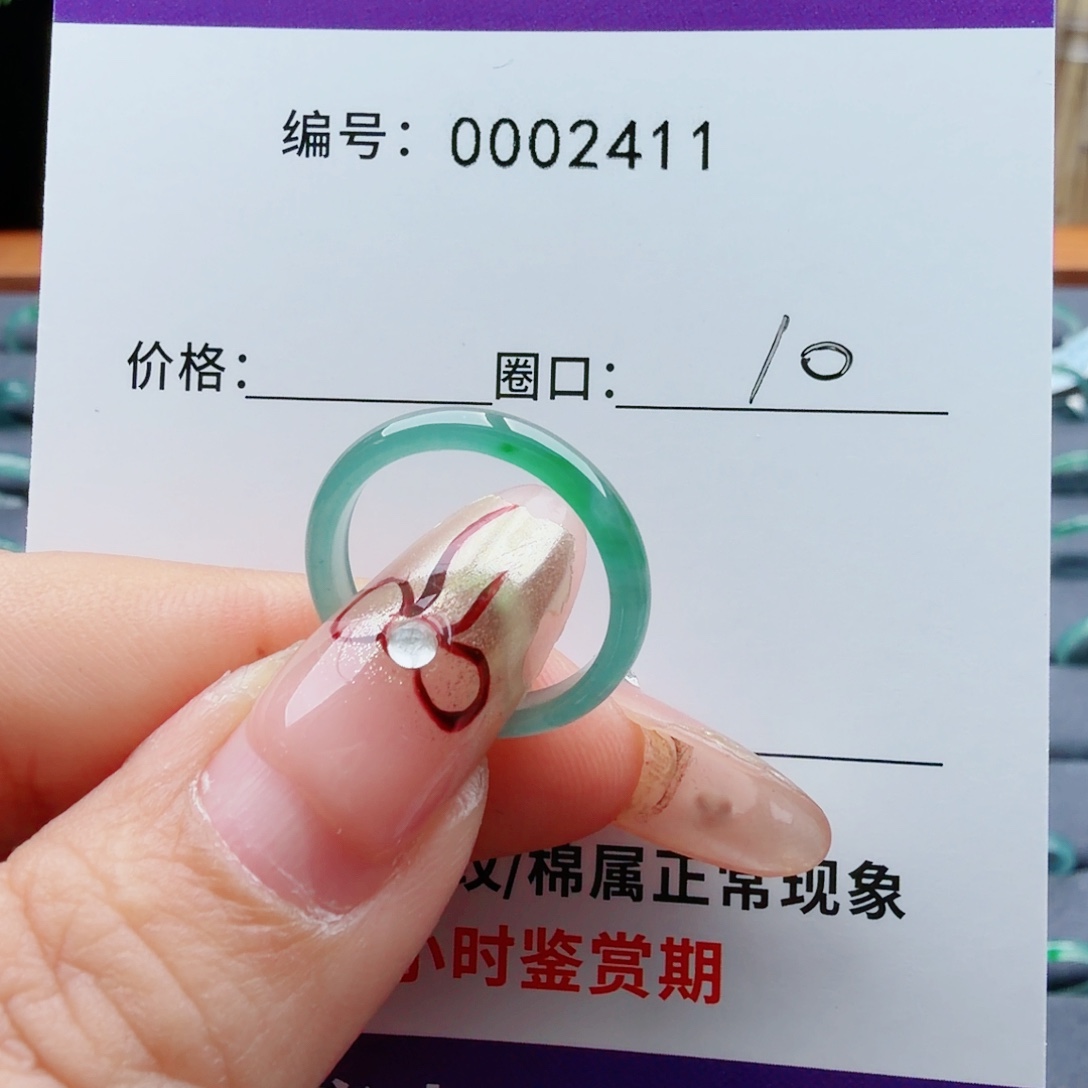 编号：0002411
价格： 圈口：10
/棉属正常现象
小时鉴赏期